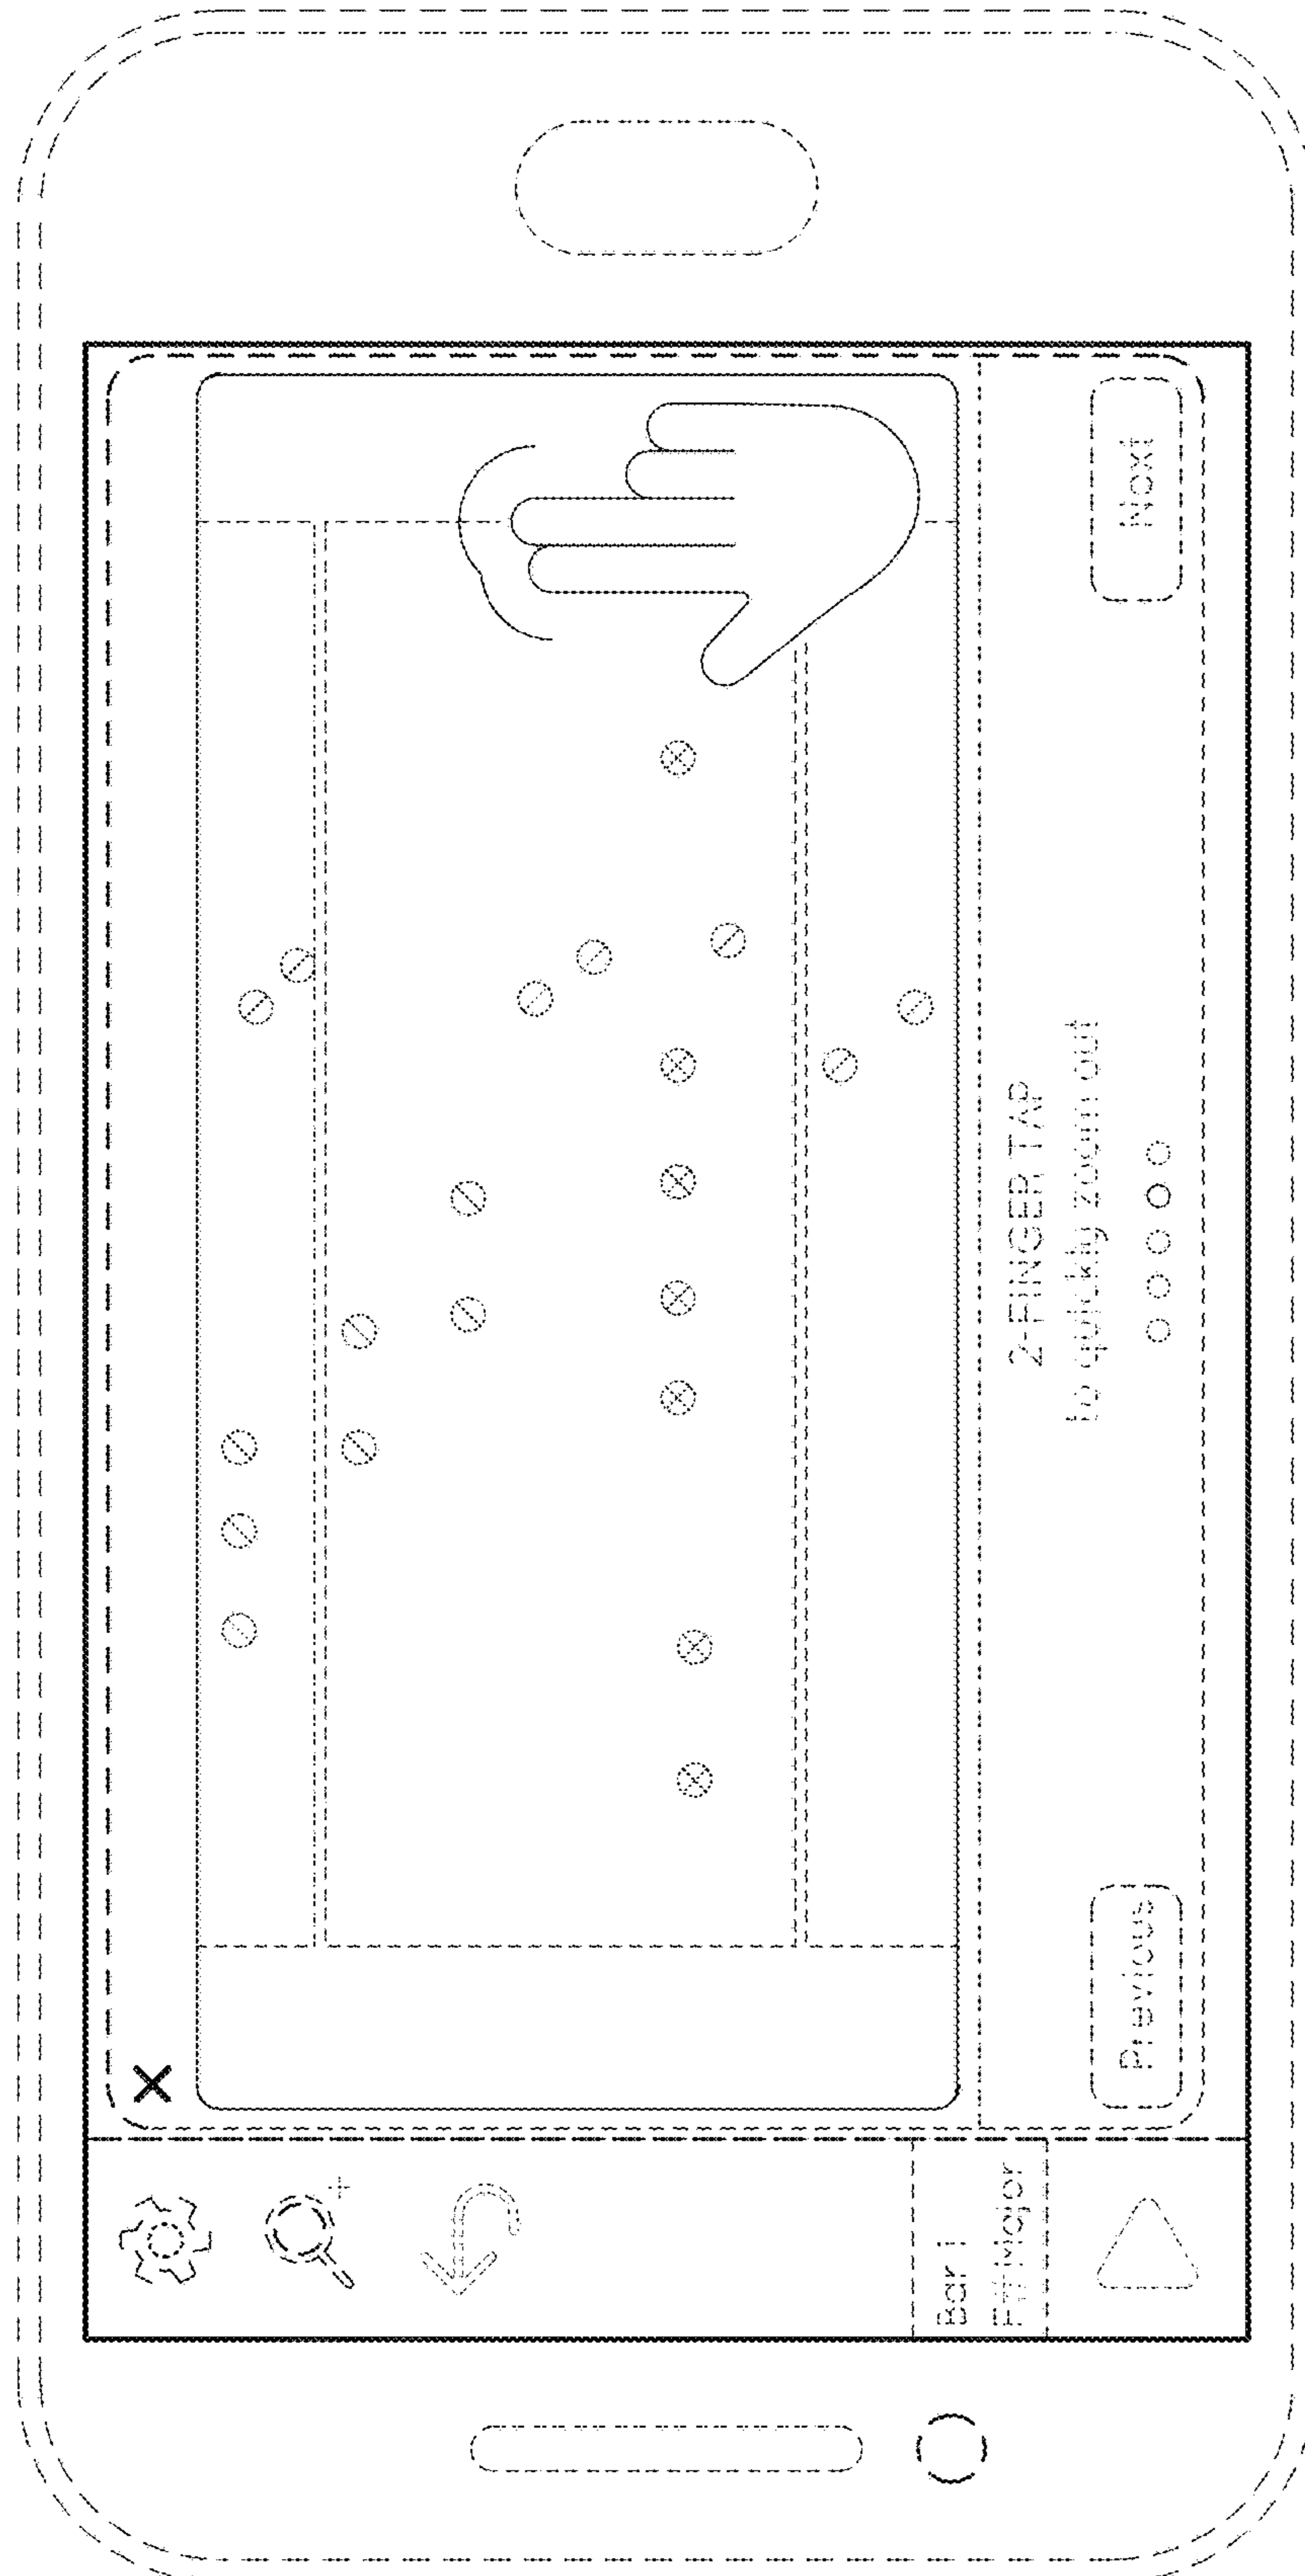 Bar 1
F# Major
2-FINGER TAP
to quickly zoom out
Previous
Next